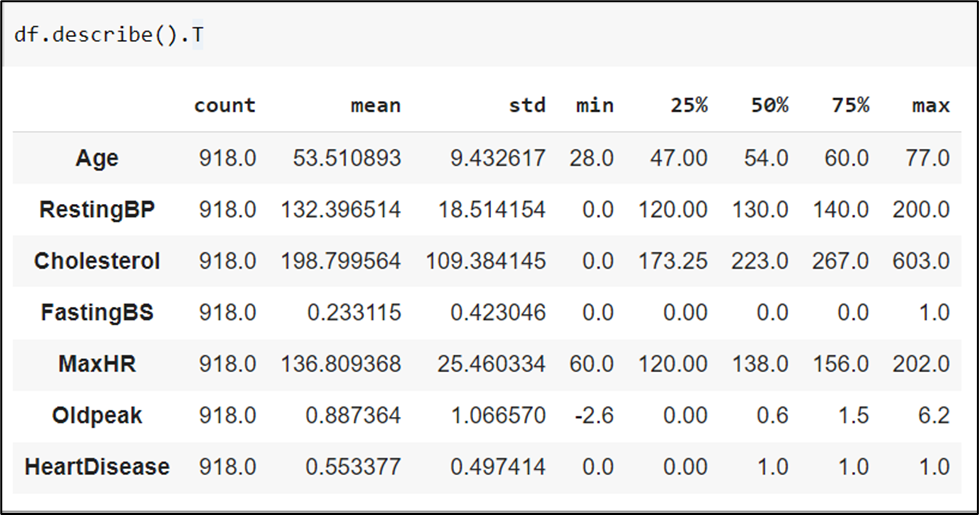 df.describe().T
count mean std min 25% 50% 75% max
Age 918.0 53.510893 9.432617 28.0 47.00 54.0 60.0 77.0
RestingBP 918.0 132.396514 18.514154 0.0 120.00 130.0 140.0 200.0
Cholesterol 918.0 198.799564 109.384145 0.0 173.25 223.0 267.0 603.0
FastingBS 918.0 0.233115 0.423046 0.0 0.00 0.0 0.0 1.0
MaxHR 918.0 136.809368 25.460334 60.0 120.00 138.0 156.0 202.0
Oldpeak 918.0 0.887364 1.066570 -2.6 0.00 0.6 1.5 6.2
HeartDisease 918.0 0.553377 0.497414 0.0 0.00 1.0 1.0 1.0